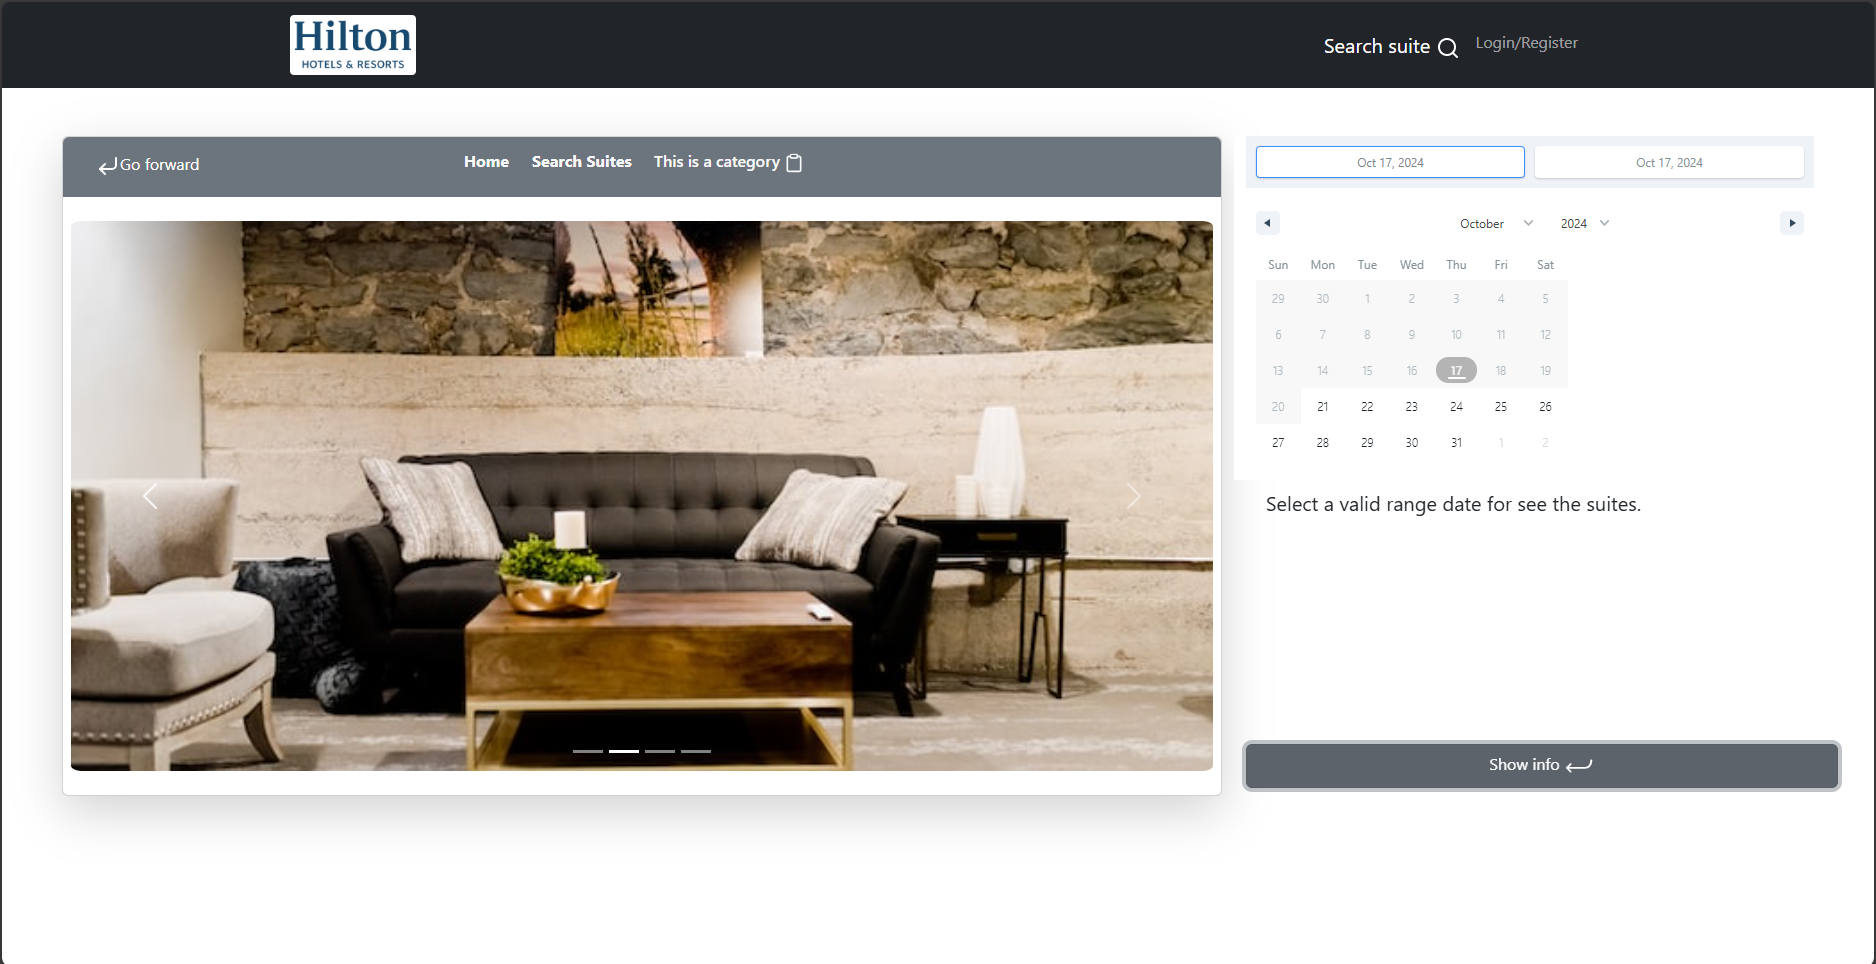 Hilton
HOTELS & RESORTS
Search suite
Login/Register
Go forward
Home
Search Suites
This is a category
Oct 17, 2024
Oct 17, 2024
October
2024
Sun Mon Tue Wed Thu Fri Sat
29 30 1 2 3 4 5
6 7 8 9 10 11 12
13 14 15 16 17 18 19
20 21 22 23 24 25 26
27 28 29 30 31 1 2
Select a valid range date for see the suites.
Show info